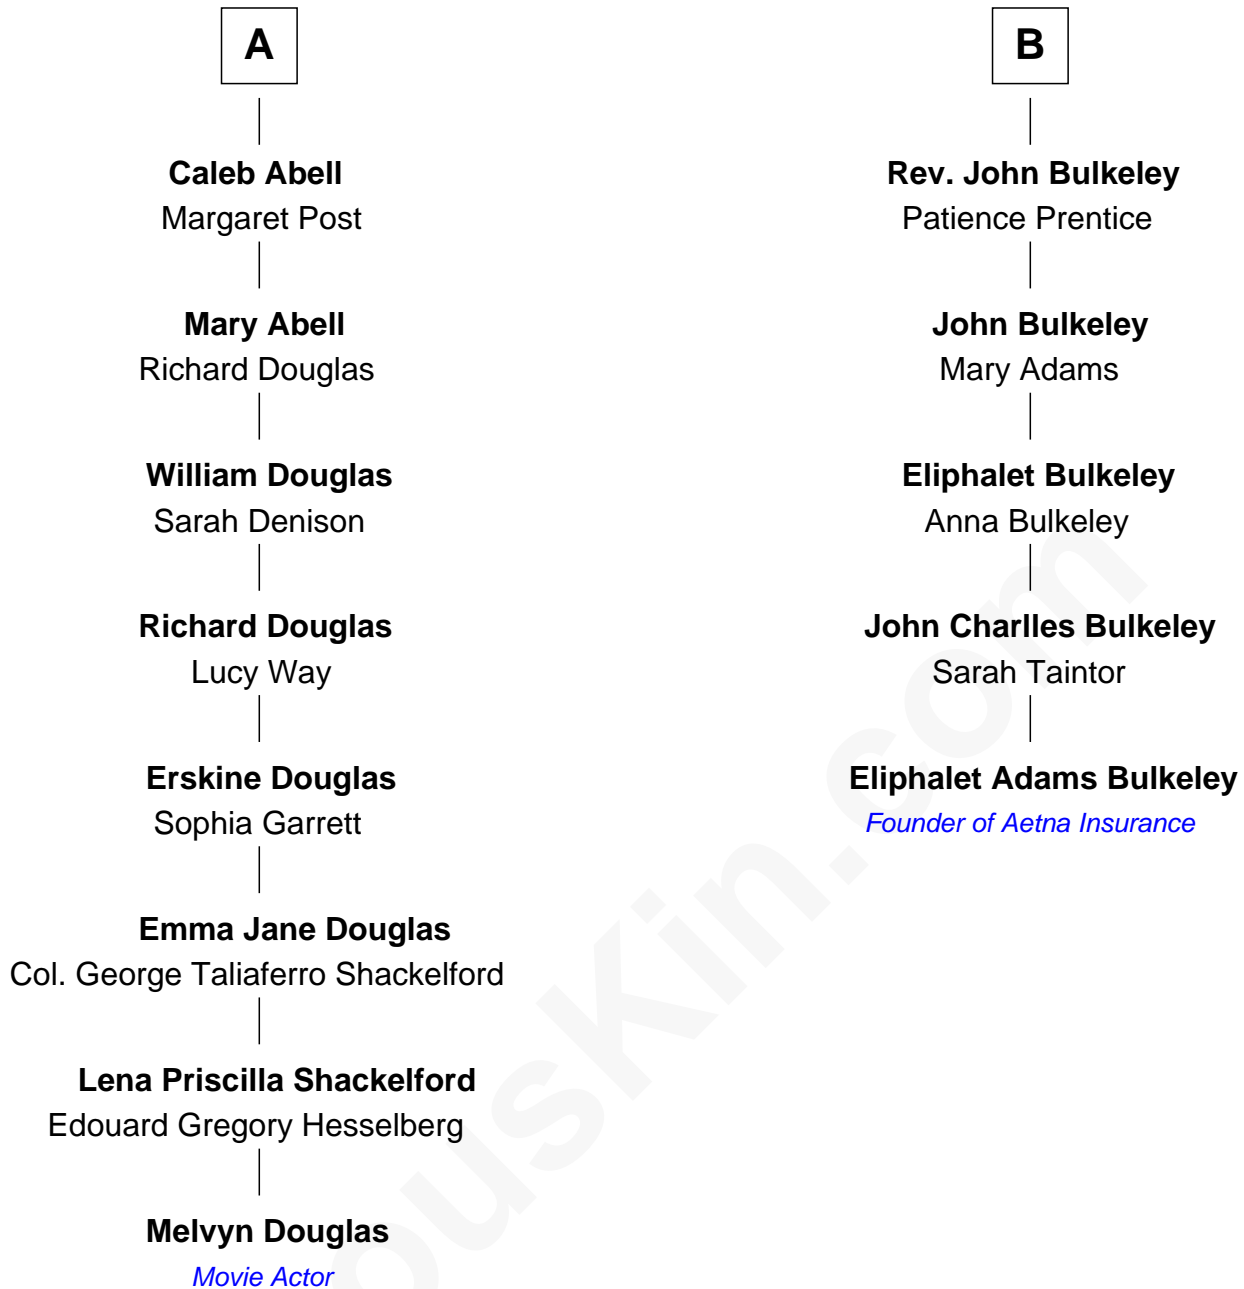 A
Caleb Abell
Margaret Post
Mary Abell
Richard Douglas
William Douglas
Sarah Denison
Richard Douglas
Lucy Way
Erskine Douglas
Sophia Garrett
Emma Jane Douglas
Col. George Taliaferro Shackelford
Lena Priscilla Shackelford
Edouard Gregory Hesselberg
Melvyn Douglas
Movie Actor
B
Rev. John Bulkeley
Patience Prentice
John Bulkeley
Mary Adams
Eliphalet Bulkeley
Anna Bulkeley
John Charlles Bulkeley
Sarah Taintor
Eliphalet Adams Bulkeley
Founder of Aetna Insurance
ousKin.com